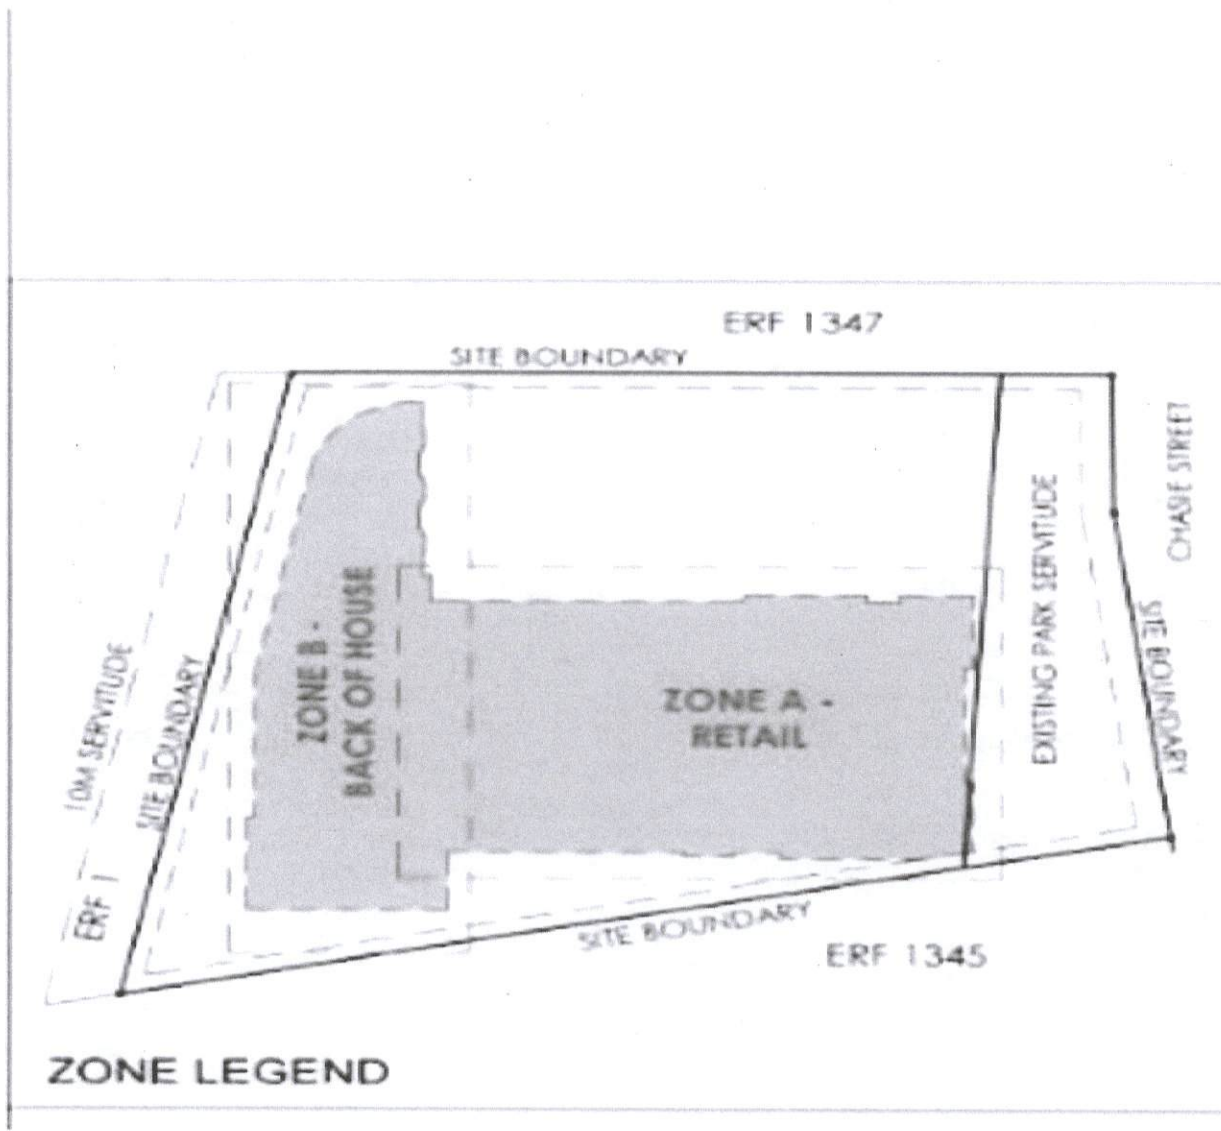 ERF 1347
SITE BOUNDARY
CHASIE STREET
EXISTING PARK SERVITUDE
SITE BOUNDARY
ZONE B -
BACK OF HOUSE
ZONE A -
RETAIL
10M SERVITUDE
SITE BOUNDARY
ERF 1
SITE BOUNDARY
ERF 1345
ZONE LEGEND